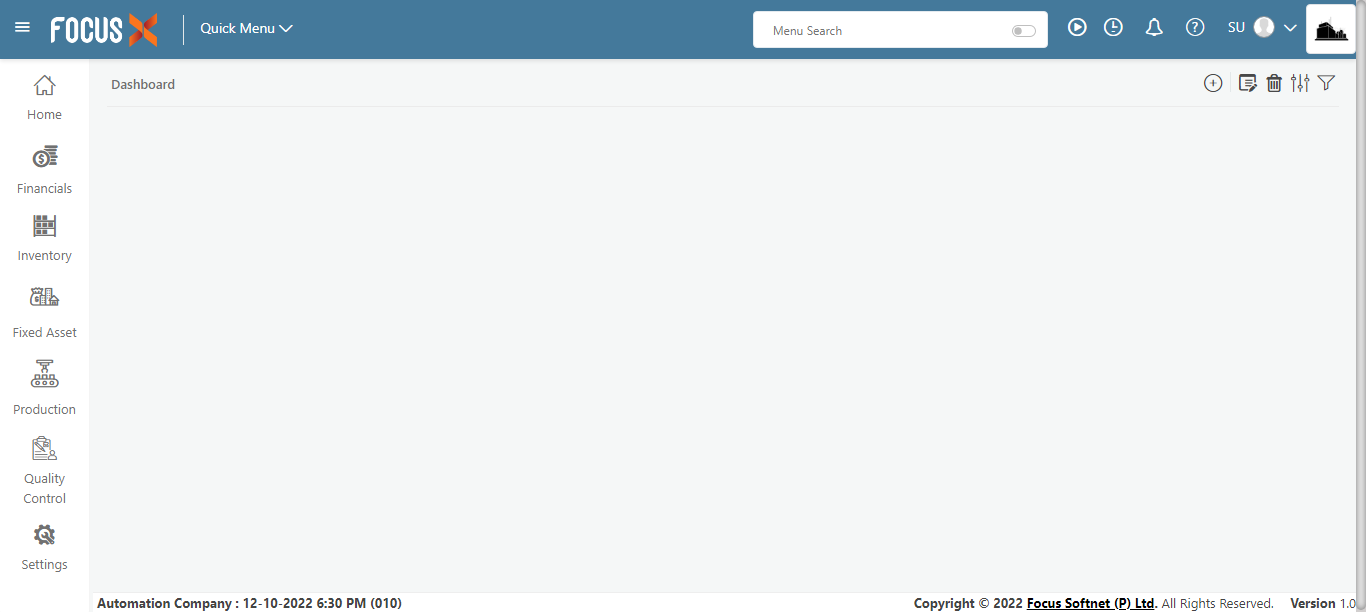 FOCUS X
Quick Menu
Menu Search
SU
Home
Financials
Inventory
Fixed Asset
Production
Quality
Control
Settings
Dashboard
Automation Company : 12-10-2022 6:30 PM (010)
Copyright © 2022 Focus Softnet (P) Ltd. All Rights Reserved. Version 1.0